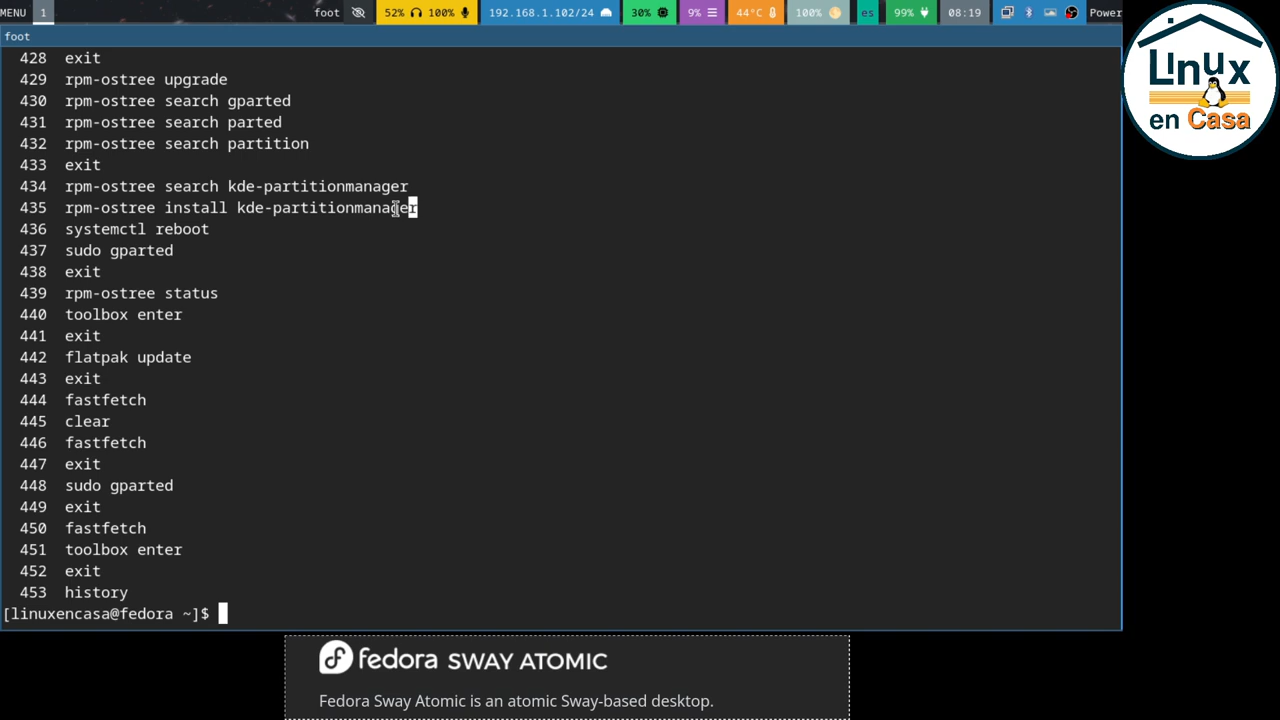 MENU 1 foot 52% 100% 192.168.1.102/24 30% 9% 44°C 100% es 99% 08:19 Power
foot
428 exit
429 rpm-ostree upgrade
430 rpm-ostree search gparted
431 rpm-ostree search parted
432 rpm-ostree search partition
433 exit
434 rpm-ostree search kde-partitionmanager
435 rpm-ostree install kde-partitionmanager
436 systemctl reboot
437 sudo gparted
438 exit
439 rpm-ostree status
440 toolbox enter
441 exit
442 flatpak update
443 exit
444 fastfetch
445 clear
446 fastfetch
447 exit
448 sudo gparted
449 exit
450 fastfetch
451 toolbox enter
452 exit
453 history
[linuxencasa@fedora ~]$
Linux
en Casa
fedora SWAY ATOMIC
Fedora Sway Atomic is an atomic Sway-based desktop.